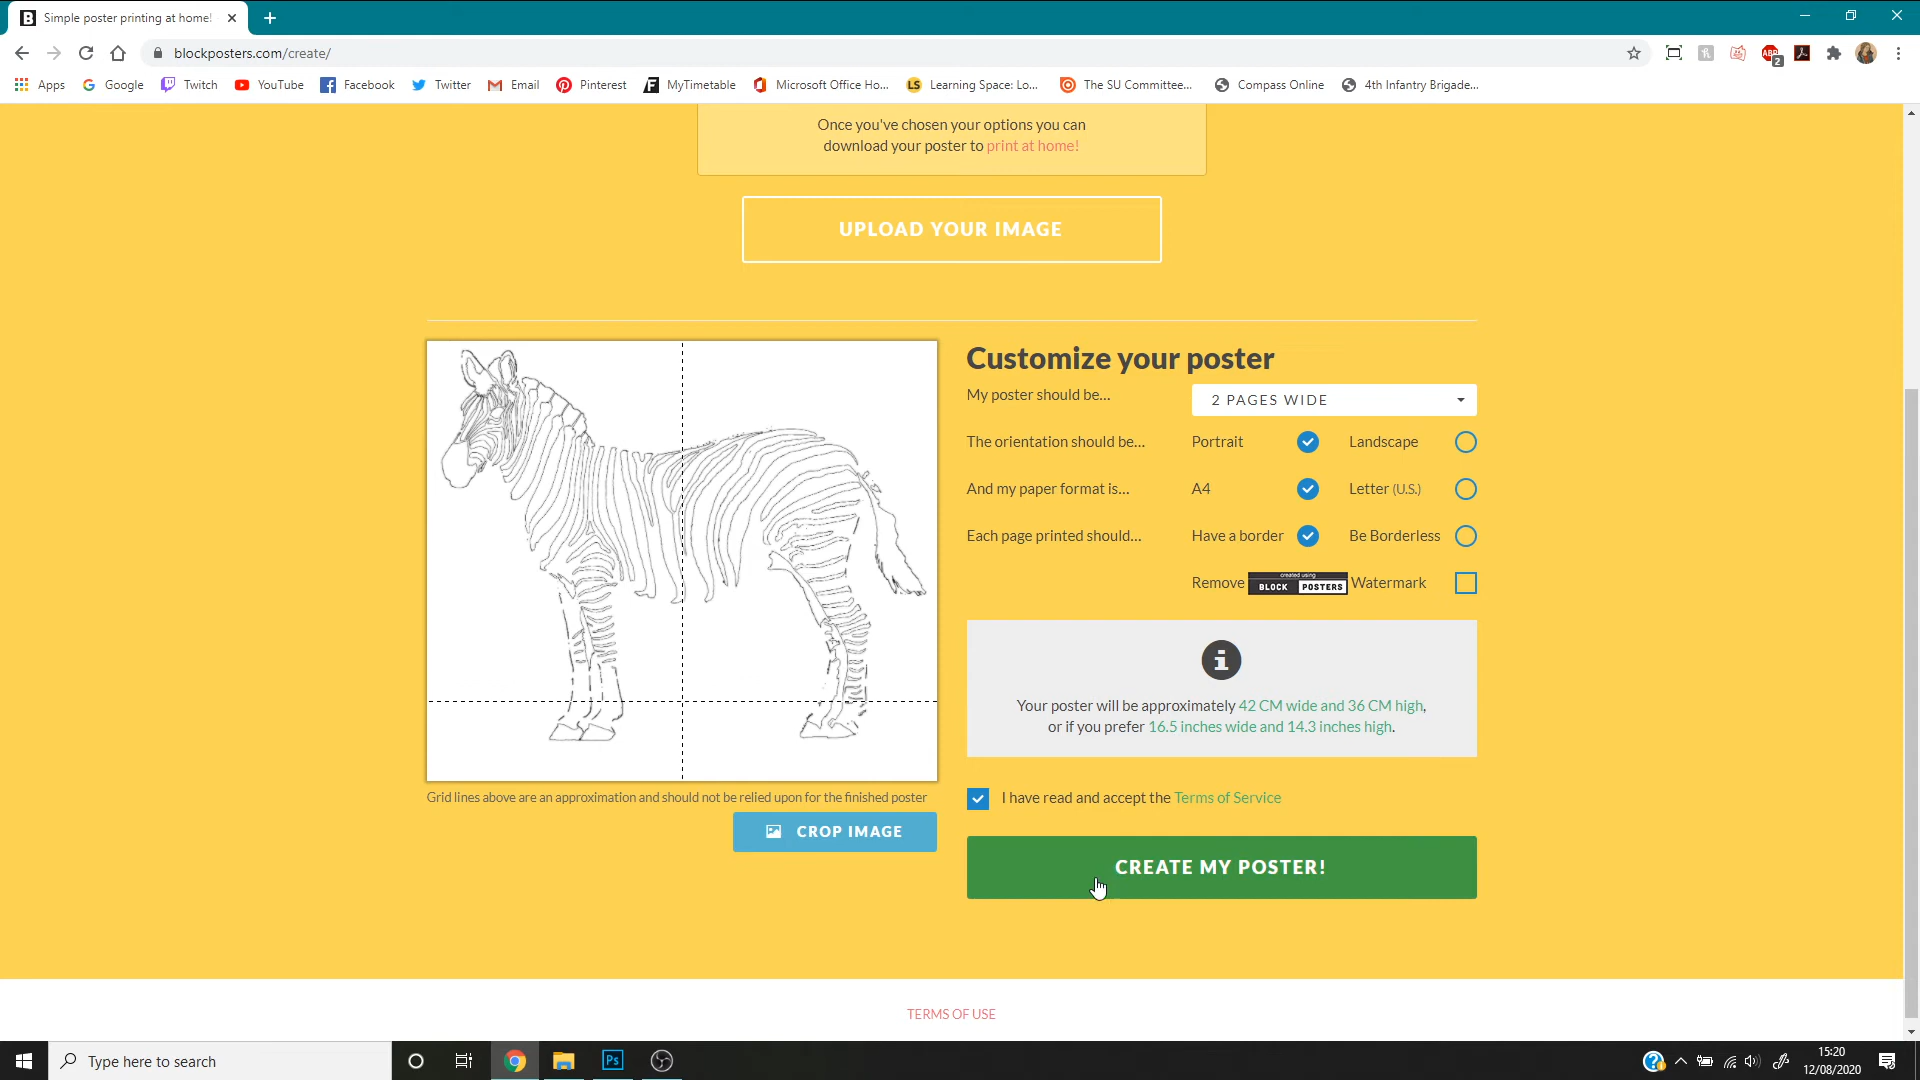 Simple poster printing at home!
blockposters.com/create/
ABP
2
Apps
Google
Twitch
YouTube
Facebook
Twitter
Email
Pinterest
MyTimetable
Microsoft Office Ho...
LS
Learning Space: Lo...
The SU Committee...
Compass Online
4th Infantry Brigade...
Once you've chosen your options you can
download your poster to print at home!
UPLOAD YOUR IMAGE
Customize your poster
My poster should be...
2 PAGES WIDE
The orientation should be...
Portrait
Landscape
And my paper format is...
A4
Letter (U.S.)
Each page printed should...
Have a border
Be Borderless
Remove
created using
BLOCK POSTERS
Watermark
Your poster will be approximately 42 CM wide and 36 CM high,
or if you prefer 16.5 inches wide and 14.3 inches high.
Grid lines above are an approximation and should not be relied upon for the finished poster
I have read and accept the Terms of Service
CROP IMAGE
CREATE MY POSTER!
TERMS OF USE
Type here to search
Ps
15:20
12/08/2020